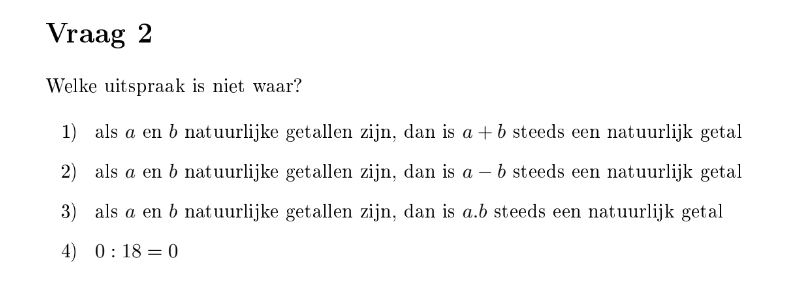 Vraag 2
Welke uitspraak is niet waar?
1) als a en b natuurlijke getallen zijn, dan is a + b steeds een natuurlijk getal
2) als a en b natuurlijke getallen zijn, dan is a − b steeds een natuurlijk getal
3) als a en b natuurlijke getallen zijn, dan is a.b steeds een natuurlijk getal
4) 0 : 18 = 0